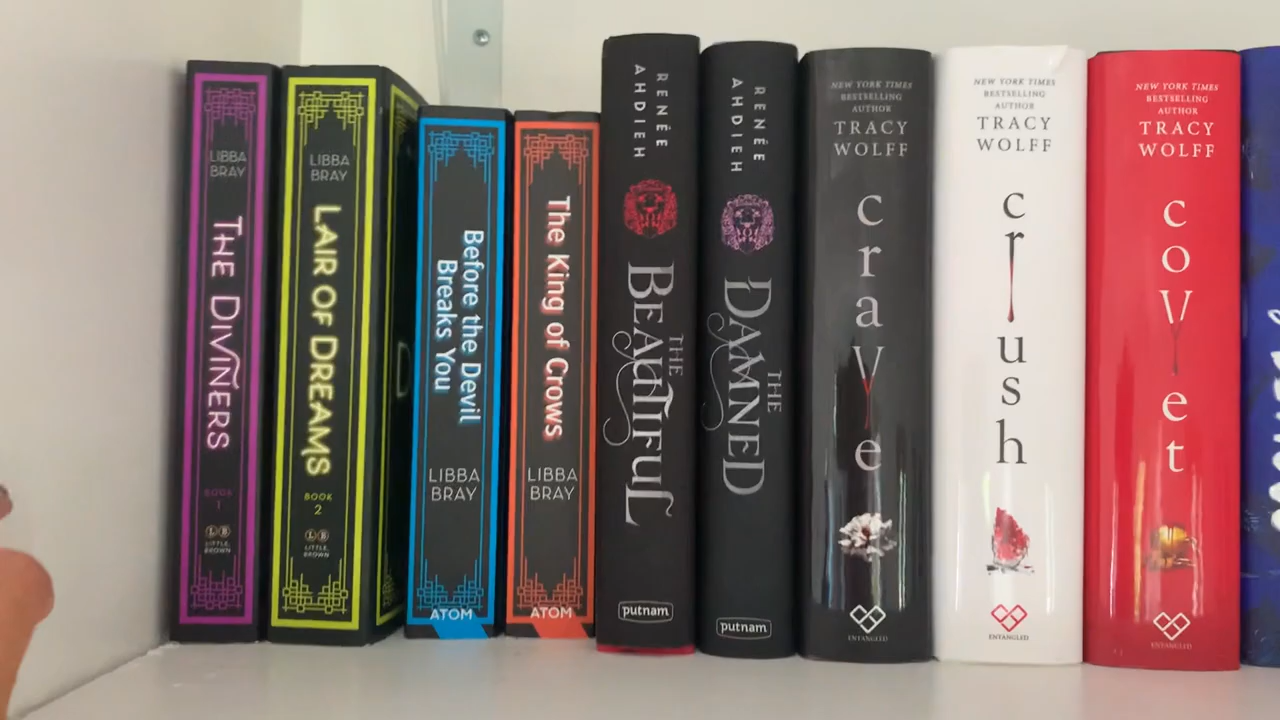 LIBBA
BRAY
THE DIVINERS
BOOK
1
LB
LITTLE,
BROWN
LIBBA
BRAY
LAIR OF DREAMS
BOOK
2
LB
LITTLE,
BROWN
Before the Devil
Breaks You
LIBBA
BRAY
ATOM
The King of Crows
LIBBA
BRAY
ATOM
RENÉE
AHDIEH
THE
BEAUTIFUL
putnam
RENÉE
AHDIEH
THE
DAMNED
putnam
NEW YORK TIMES
BESTSELLING
AUTHOR
TRACY
WOLFF
crave
ENTANGLED
NEW YORK TIMES
BESTSELLING
AUTHOR
TRACY
WOLFF
crush
ENTANGLED
NEW YORK TIMES
BESTSELLING
AUTHOR
TRACY
WOLFF
covet
ENTANGLED